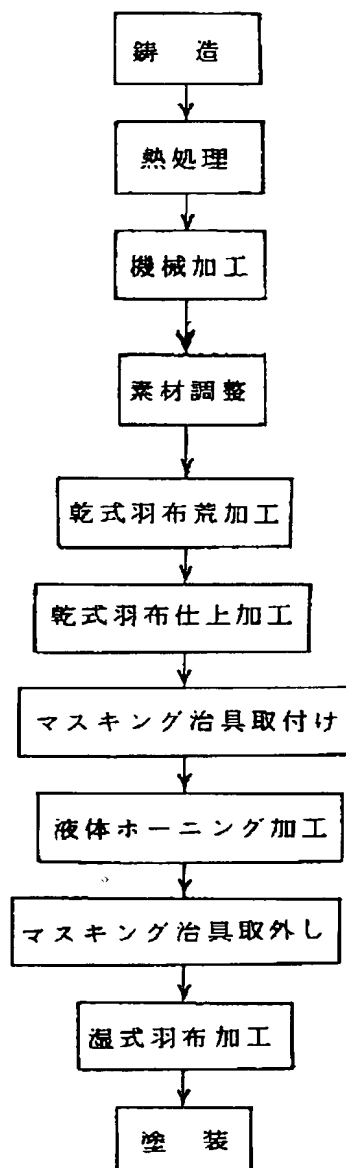 鋳造
熱処理
機械加工
素材調整
乾式羽布荒加工
乾式羽布仕上加工
マスキング治具取付け
液体ホーニング加工
マスキング治具取外し
湿式羽布加工
塗装